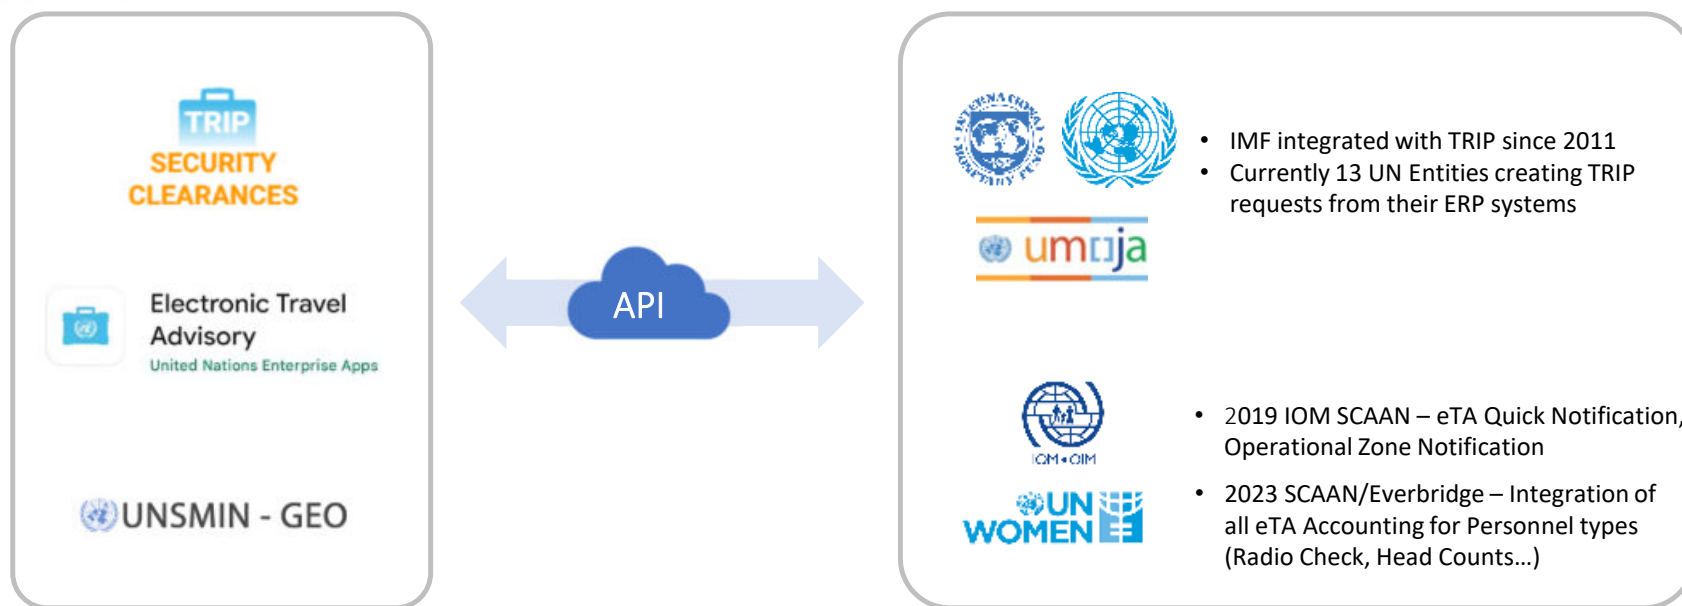 TRIP
SECURITY
CLEARANCES
Electronic Travel
Advisory
United Nations Enterprise Apps
UNSMIN - GEO
API
INTERNATIONAL
MONETARY FUND
umoja
• IMF integrated with TRIP since 2011
• Currently 13 UN Entities creating TRIP
requests from their ERP systems
IOM•OIM
• 2019 IOM SCAAN – eTA Quick Notification,
Operational Zone Notification
UN
WOMEN
• 2023 SCAAN/Everbridge – Integration of
all eTA Accounting for Personnel types
(Radio Check, Head Counts…)